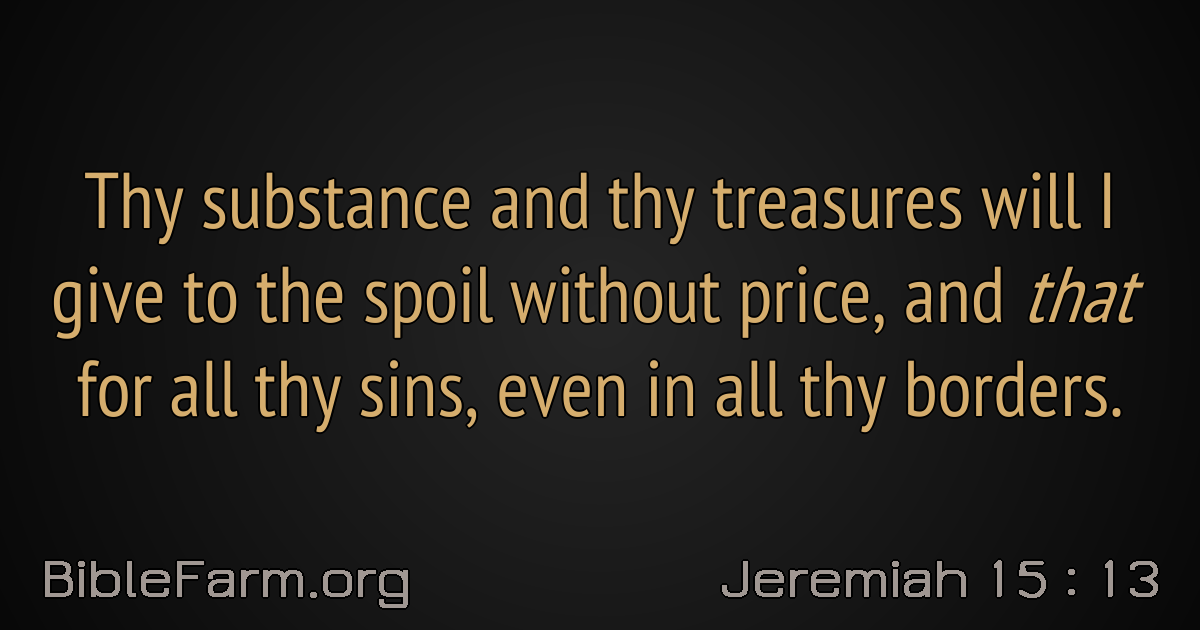 Thy substance and thy treasures will I
give to the spoil without price, and that
for all thy sins, even in all thy borders.
BibleFarm.org
Jeremiah 15 : 13